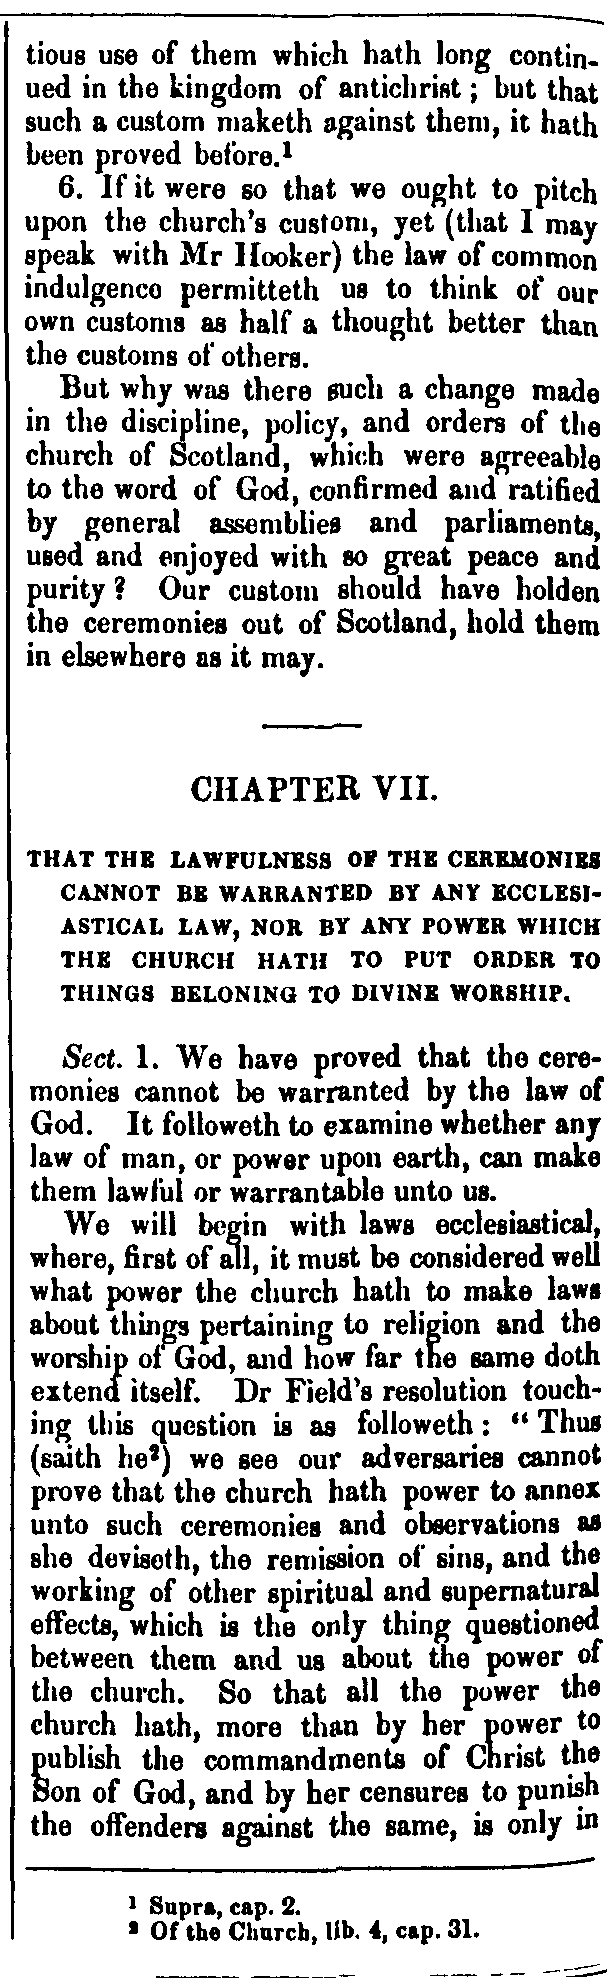 tious use of them which hath long contin-
ued in the kingdom of antichrist ; but that
such a custom maketh against them, it hath
been proved before.¹
6. If it were so that we ought to pitch
upon the church's custom, yet (that I may
speak with Mr Hooker) the law of common
indulgence permitteth us to think of our
own customs as half a thought better than
the customs of others.
But why was there such a change made
in the discipline, policy, and orders of the
church of Scotland, which were agreeable
to the word of God, confirmed and ratified
by general assemblies and parliaments,
used and enjoyed with so great peace and
purity ? Our custom should have holden
the ceremonies out of Scotland, hold them
in elsewhere as it may.
CHAPTER VII.
THAT THE LAWFULNESS OF THE CEREMONIES
CANNOT BE WARRANTED BY ANY ECCLESI-
ASTICAL LAW, NOR BY ANY POWER WHICH
THE CHURCH HATH TO PUT ORDER TO
THINGS BELONING TO DIVINE WORSHIP.
Sect. 1. We have proved that the cere-
monies cannot be warranted by the law of
God. It followeth to examine whether any
law of man, or power upon earth, can make
them lawful or warrantable unto us.
We will begin with laws ecclesiastical,
where, first of all, it must be considered well
what power the church hath to make laws
about things pertaining to religion and the
worship of God, and how far the same doth
extend itself. Dr Field's resolution touch-
ing this question is as followeth : “ Thus
(saith he²) we see our adversaries cannot
prove that the church hath power to annex
unto such ceremonies and observations as
she deviseth, the remission of sins, and the
working of other spiritual and supernatural
effects, which is the only thing questioned
between them and us about the power of
the church. So that all the power the
church hath, more than by her power to
publish the commandments of Christ the
Son of God, and by her censures to punish
the offenders against the same, is only in
¹ Supra, cap. 2.
² Of the Church, lib. 4, cap. 31.